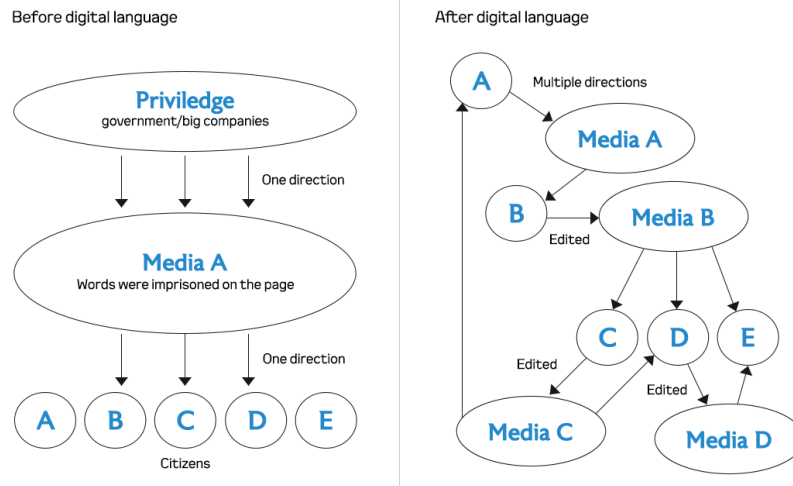 Before digital language
Priviledge
government/big companies
One direction
Media A
Words were imprisoned on the page
One direction
A B C D E
Citizens
After digital language
A
Multiple directions
Media A
B
Media B
Edited
C D E
Edited
Edited
Media C
Media D